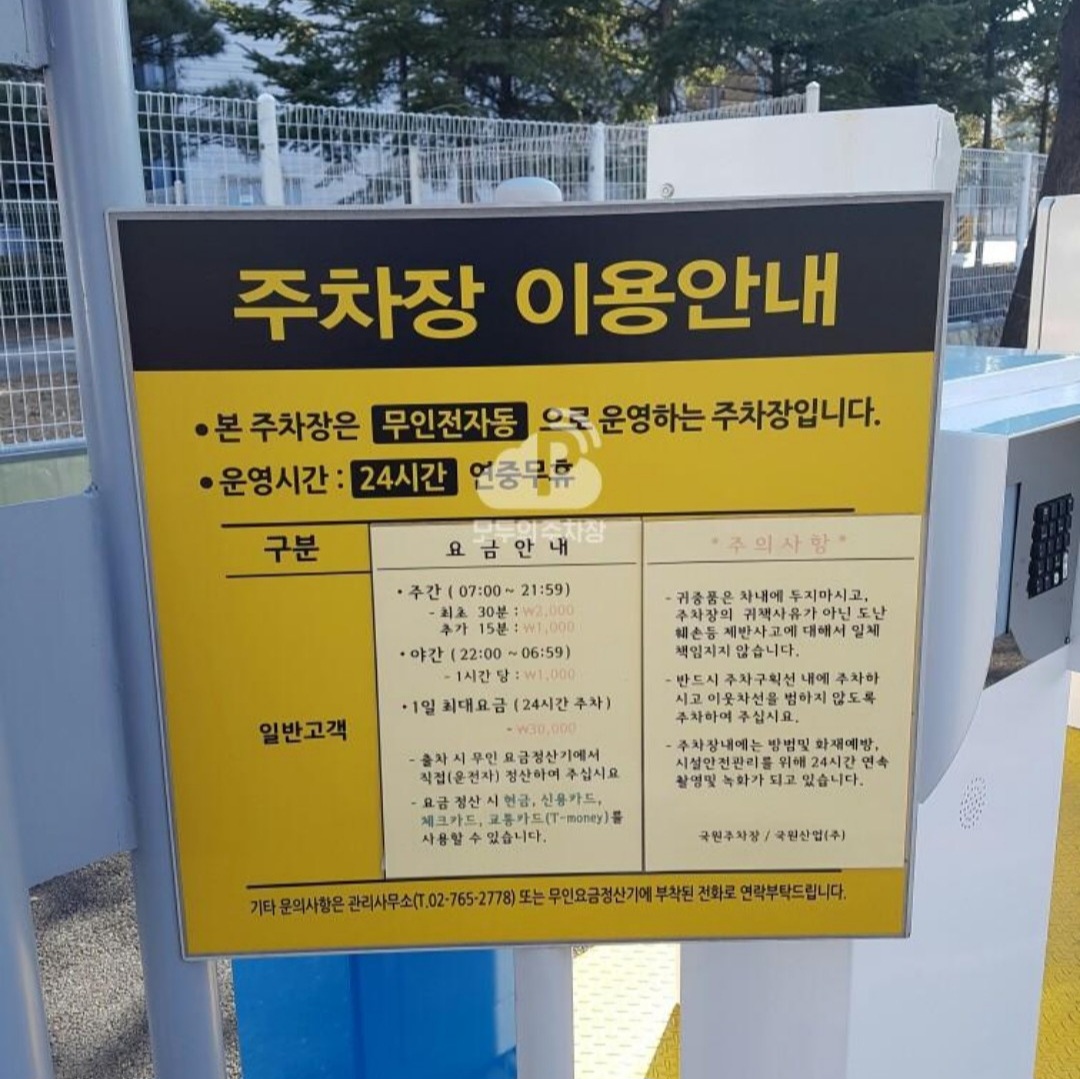 주차장 이용안내
•본 주차장은 무인전자동 으로 운영하는 주차장입니다.
•운영시간 : 24시간 연중무휴
모두의주차장
구분
요 금 안 내
• 주간 ( 07:00 ~ 21:59)
- 최초 30분 : ₩2,000
추가 15분 : ₩1,000
• 야간 ( 22:00 ~ 06:59)
- 1시간 당 : ₩1,000
• 1일 최대요금 (24시간 주차)
- ₩30,000
- 출차 시 무인 요금정산기에서
직접(운전자) 정산하여 주십시요
- 요금 정산 시 현금, 신용카드,
체크카드, 교통카드(T-money)를
사용할 수 있습니다.
* 주 의 사 항 *
- 귀중품은 차내에 두지마시고,
주차장의 귀책사유가 아닌 도난
훼손등 제반사고에 대해서 일체
책임지지 않습니다.
- 반드시 주차구획선 내에 주차하
시고 이웃차선을 범하지 않도록
주차하여 주십시요.
- 주차장내에는 방범및 화재예방,
시설안전관리를 위해 24시간 연속
촬영및 녹화가 되고 있습니다.
국원주차장 / 국원산업(주)
일반고객
기타 문의사항은 관리사무소(T.02-765-2778) 또는 무인요금정산기에 부착된 전화로 연락부탁드립니다.